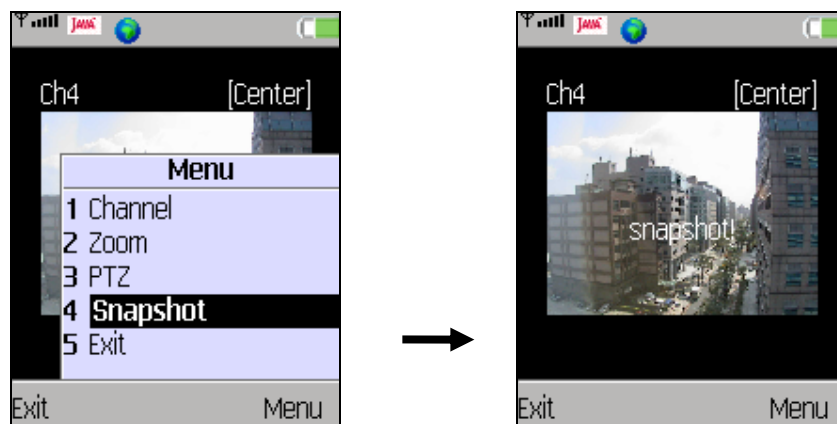 JAVA
Ch4 [Center]
Menu
1 Channel
2 Zoom
3 PTZ
4 Snapshot
5 Exit
Exit Menu
JAVA
Ch4 [Center]
snapshot!
Exit Menu